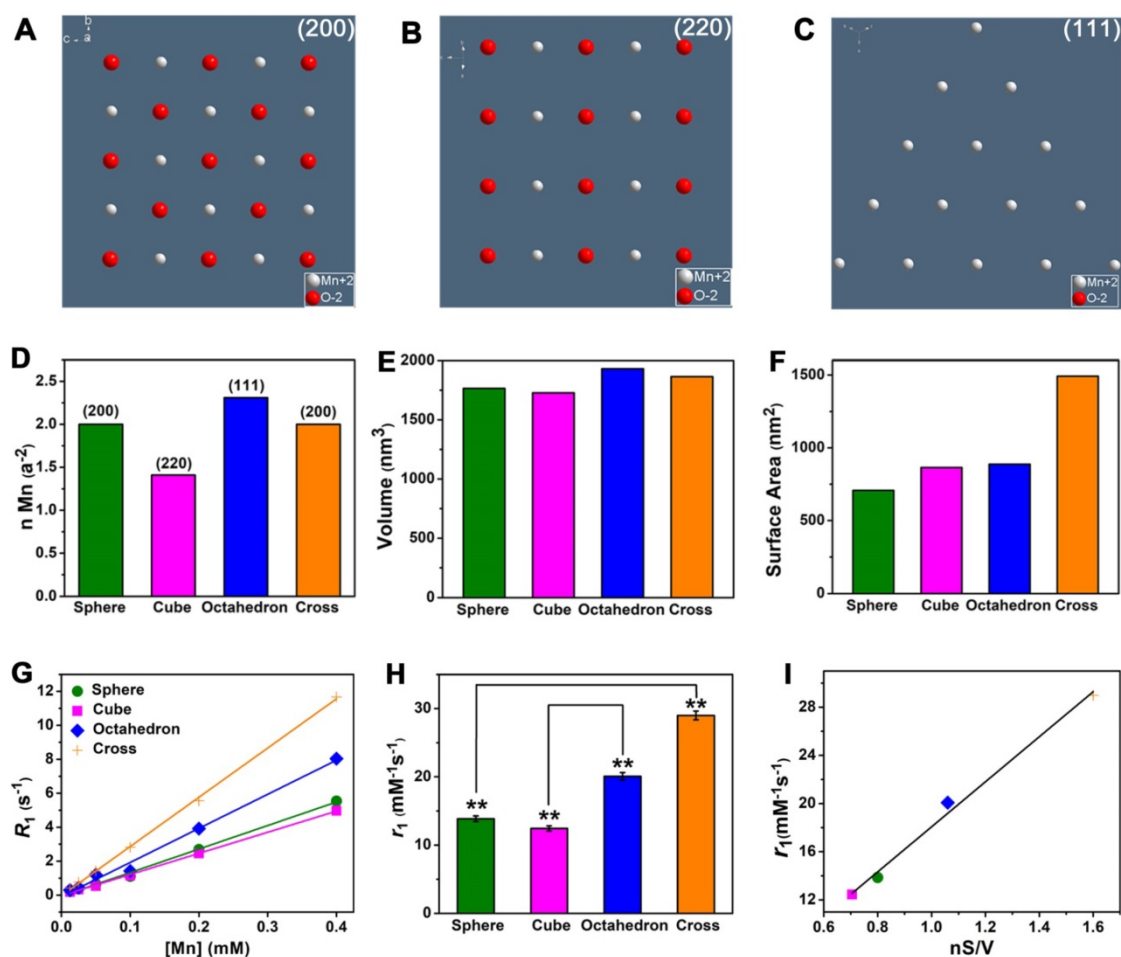 A
(200)
b
c
a
Mn+2
O-2
B
(220)
Mn+2
O-2
C
(111)
Mn+2
O-2
D
n Mn (a⁻²)
2.5
2.0
1.5
1.0
0.5
0.0
(200)
(220)
(111)
(200)
Sphere Cube Octahedron Cross
E
Volume (nm³)
2000
1500
1000
500
0
Sphere Cube Octahedron Cross
F
Surface Area (nm²)
1500
1000
500
0
Sphere Cube Octahedron Cross
G
R₁ (s⁻¹)
12
10
8
6
4
2
0
Sphere
Cube
Octahedron
Cross
0.0 0.1 0.2 0.3 0.4
[Mn] (mM)
H
r₁ (mM⁻¹s⁻¹)
30
20
10
0
**
**
**
**
Sphere Cube Octahedron Cross
I
r₁(mM⁻¹s⁻¹)
28
24
20
16
12
0.6 0.8 1.0 1.2 1.4 1.6
nS/V